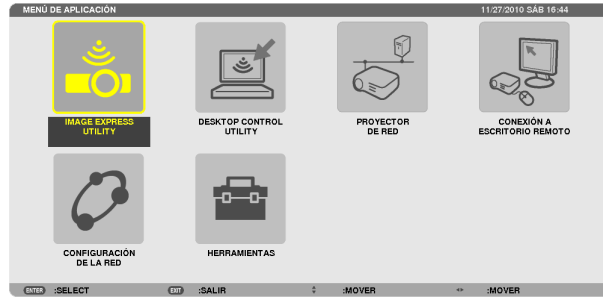 MENÚ DE APLICACIÓN 11/27/2010 SÁB 16:44
IMAGE EXPRESS
UTILITY
DESKTOP CONTROL
UTILITY
PROYECTOR
DE RED
CONEXIÓN A
ESCRITORIO REMOTO
CONFIGURACIÓN
DE LA RED
HERRAMIENTAS
ENTER :SELECT EXIT :SALIR :MOVER :MOVER